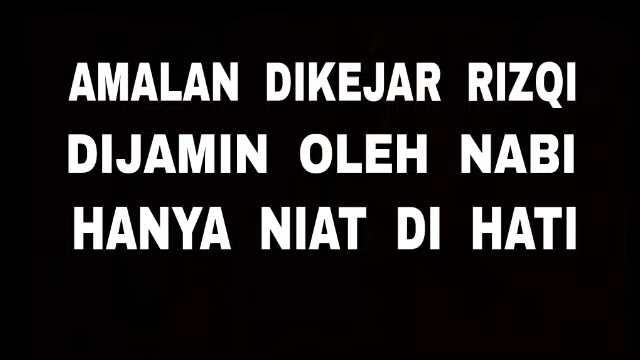 AMALAN DIKEJAR RIZQI
DIJAMIN OLEH NABI
HANYA NIAT DI HATI